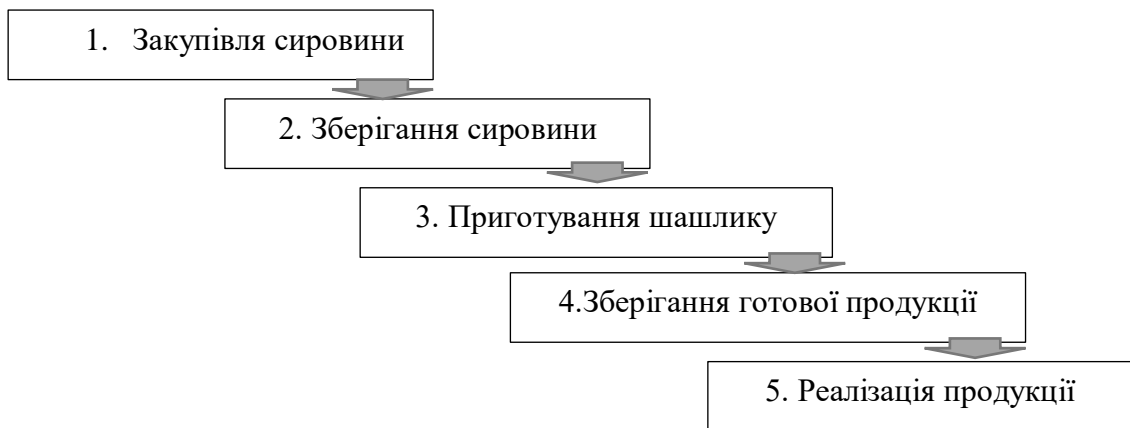 1. Закупівля сировини
2. Зберігання сировини
3. Приготування шашлику
4.Зберігання готової продукції
5. Реалізація продукції